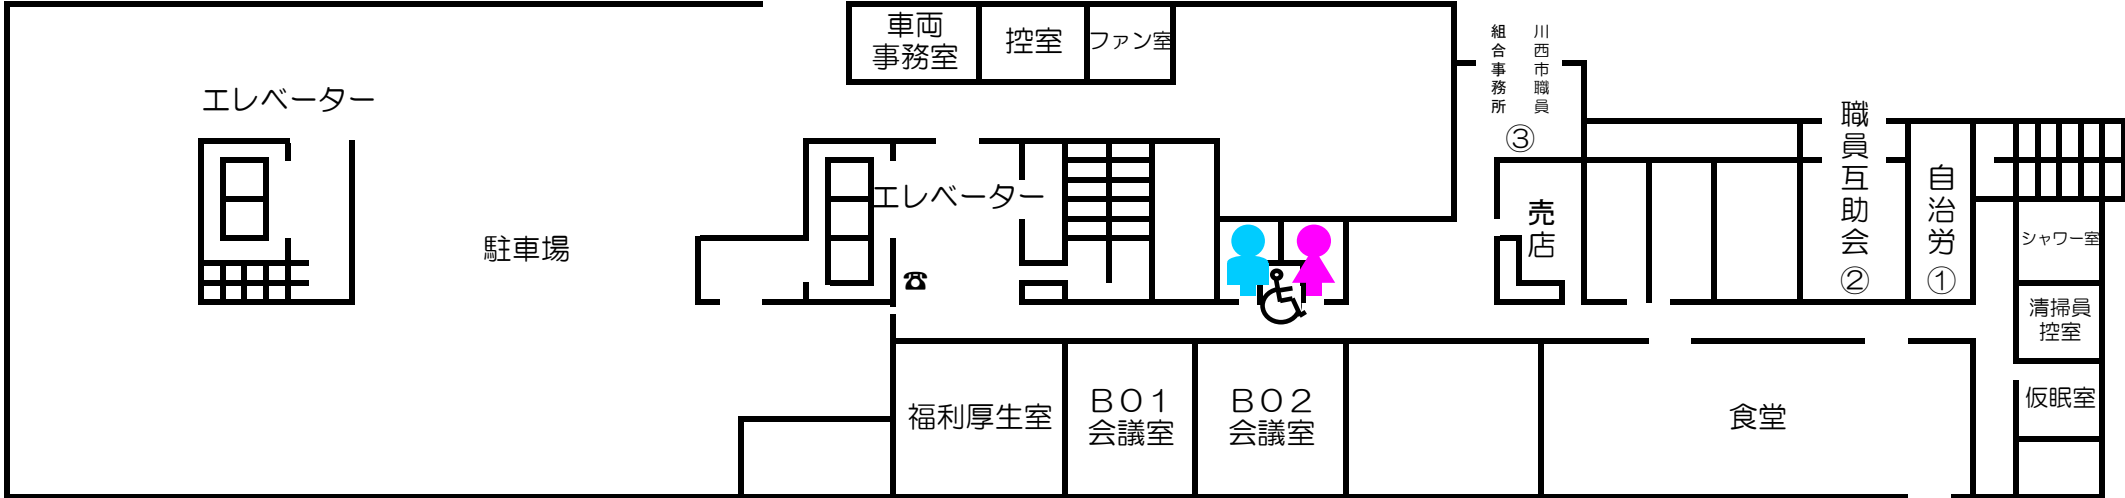 車両
事務室
控室
ファン室
川西市職員
組合事務所
③
エレベーター
職員互助会
②
自治労
①
エレベーター
売店
駐車場
シャワー室
清掃員
控室
福利厚生室
B01
会議室
B02
会議室
食堂
仮眠室